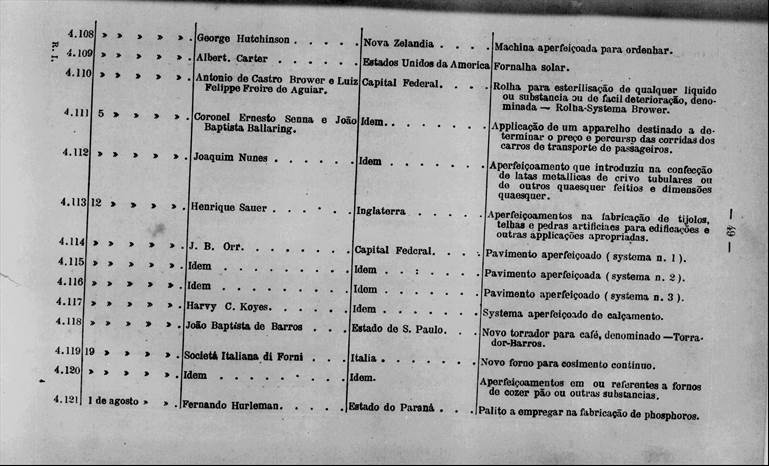 4.108 » » » » . George Hutchinson . . . . . Nova Zelandia . . . . Machina aperfeiçoada para ordenhar.
4.109 » » » » . Albert. Carter . . . . . . Estados Unidos da America Fornalha solar.
R. I.
4.110 » » » » . Antonio de Castro Brower e Luiz Capital Federal. . . . Rolha para esterilisação de qualquer liquido
Felippe Freire de Aguiar. ou substancia ou de facil deterioração, deno-
minada — Rolha-Systema Brower.
4.111 5 » » » . Coronel Ernesto Senna e João Idem. . . . . . . . Applicação de um apparelho destinado a de-
Baptista Ballaring. terminar o preço e percurso das corridas dos
carros de transporte de passageiros.
4.112 » » » » . Joaquim Nunes . . . . . . Idem . . . . . . . Aperfeiçoamento que introduziu na confecção
de latas metallicas de crivo tubulares ou
de outros quaesquer feitios e dimensões
quaesquer.
4.113 12 » » » . Henrique Sauer . . . . . . Inglaterra . . . . . Aperfeiçoamentos na fabricação de tijolos,
telhas e pedras artificiaes para edificações e
outras applicações apropriadas.
— 49 —
4.114 » » » » . J. B. Orr. . . . . . . . Capital Federal. . . . Pavimento aperfeiçoado ( systema n. 1 ).
4.115 » » » » . Idem . . . . . . . . . Idem . . : . . . . Pavimento aperfeiçoada ( systema n. 2 ).
4.116 » » » » . Idem . . . . . . . . . Idem . . . . . . . Pavimento aperfeiçoado ( systema n. 3 ).
4.117 » » » » . Harvy C. Koyes. . . . . . Idem . . . . . . . Systema aperfeiçoado de calçamento.
4.118 » » » » . João Baptista de Barros . . . Estado de S. Paulo. . . Novo torrador para café, denominado —Torra-
dor-Barros.
4.119 19 » » » . Societá Italiana di Forni . . . Italia . . . . . . . Novo forno para cosimento continuo.
4.120 » » » » . Idem . . . . . . . . . Idem. Aperfeiçoamentos em ou referentes a fornos
de cozer pão ou outras substancias.
4.121 1 de agosto » » . Fernando Hurleman. . . . . Estado do Paraná . . . Palito a empregar na fabricação de phosphoros.